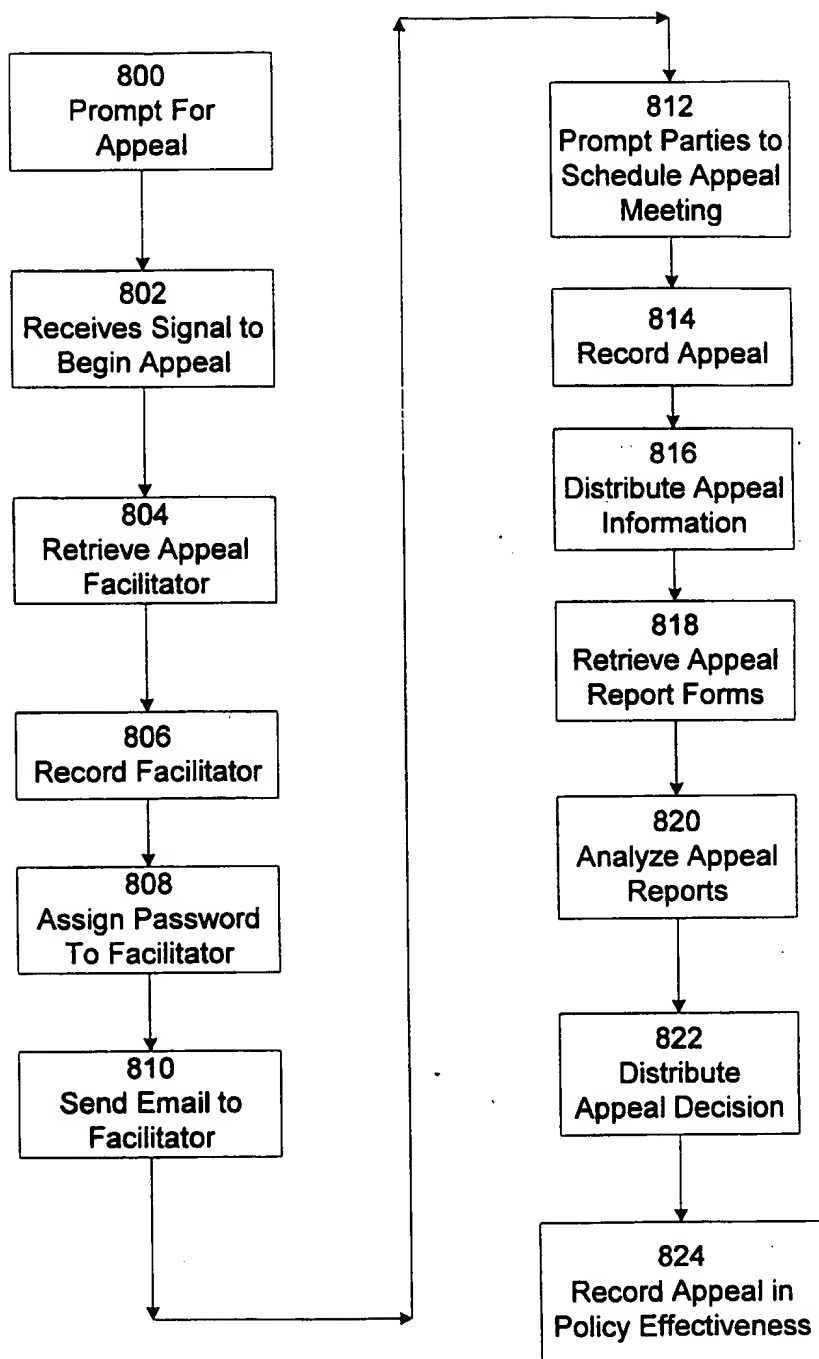 800
Prompt For
Appeal
802
Receives Signal to
Begin Appeal
804
Retrieve Appeal
Facilitator
806
Record Facilitator
808
Assign Password
To Facilitator
810
Send Email to
Facilitator
812
Prompt Parties to
Schedule Appeal
Meeting
814
Record Appeal
816
Distribute Appeal
Information
818
Retrieve Appeal
Report Forms
820
Analyze Appeal
Reports
822
Distribute
Appeal Decision
824
Record Appeal in
Policy Effectiveness